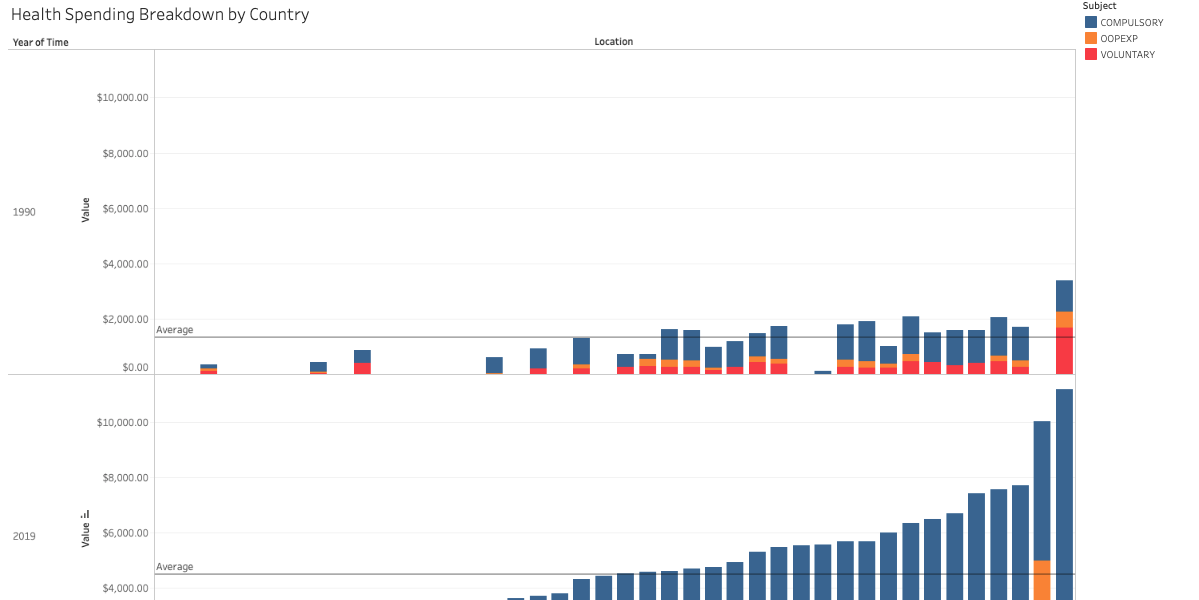 Health Spending Breakdown by Country
Year of Time
Location
Subject
COMPULSORY
OOPEXP
VOLUNTARY
1990
Value
$10,000.00
$8,000.00
$6,000.00
$4,000.00
$2,000.00
$0.00
Average
2019
Value
$10,000.00
$8,000.00
$6,000.00
$4,000.00
Average